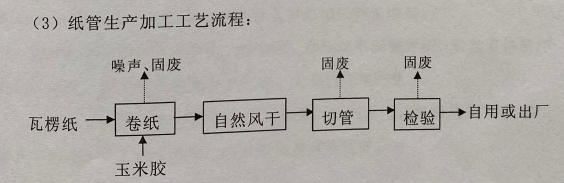 （3）纸管生产加工工艺流程：
噪声、固废 固废 固废
瓦楞纸 卷纸 自然风干 切管 检验 自用或出厂
玉米胶